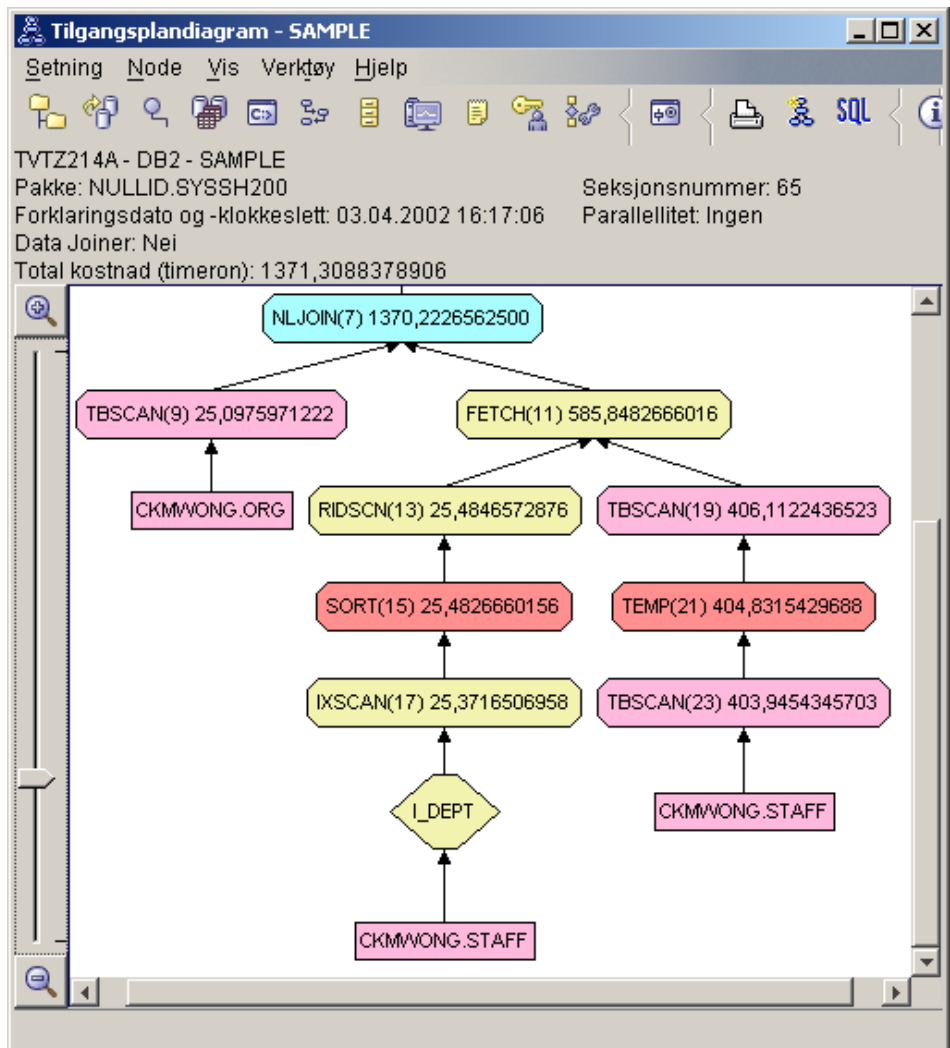 Tilgangsplandiagram - SAMPLE
Setning Node Vis Verktøy Hjelp
C:>
SQL
TVTZ214A - DB2 - SAMPLE
Pakke: NULLID.SYSSH200 Seksjonsnummer: 65
Forklaringsdato og -klokkeslett: 03.04.2002 16:17:06 Parallellitet: Ingen
Data Joiner: Nei
Total kostnad (timeron): 1371,3088378906
NLJOIN(7) 1370,2226562500
TBSCAN(9) 25,0975971222 FETCH(11) 585,8482666016
CKMWONG.ORG RIDSCN(13) 25,4846572876 TBSCAN(19) 406,1122436523
SORT(15) 25,4826660156 TEMP(21) 404,8315429688
IXSCAN(17) 25,3716506958 TBSCAN(23) 403,9454345703
I_DEPT CKMWONG.STAFF
CKMWONG.STAFF